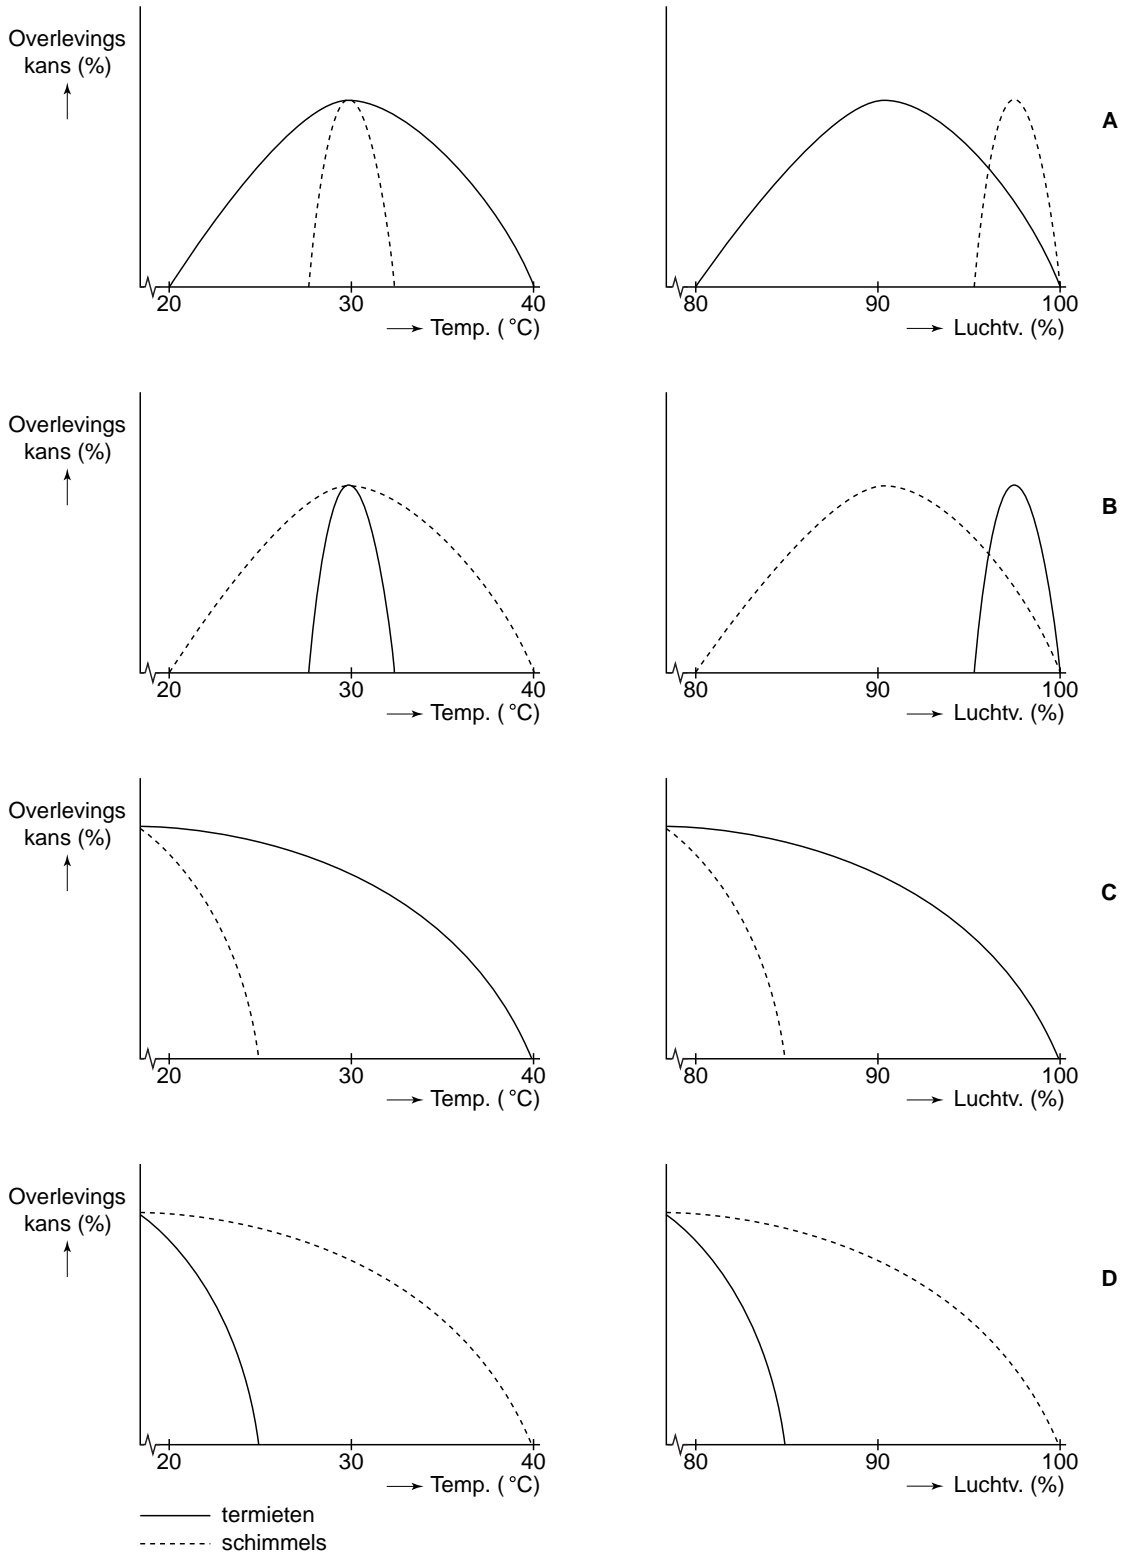 Overlevings
kans (%)
A
20 30 40
Temp. ( °C)
80 90 100
Luchtv. (%)
Overlevings
kans (%)
B
20 30 40
Temp. ( °C)
80 90 100
Luchtv. (%)
Overlevings
kans (%)
C
20 30 40
Temp. ( °C)
80 90 100
Luchtv. (%)
Overlevings
kans (%)
D
20 30 40
Temp. ( °C)
80 90 100
Luchtv. (%)
termieten
schimmels